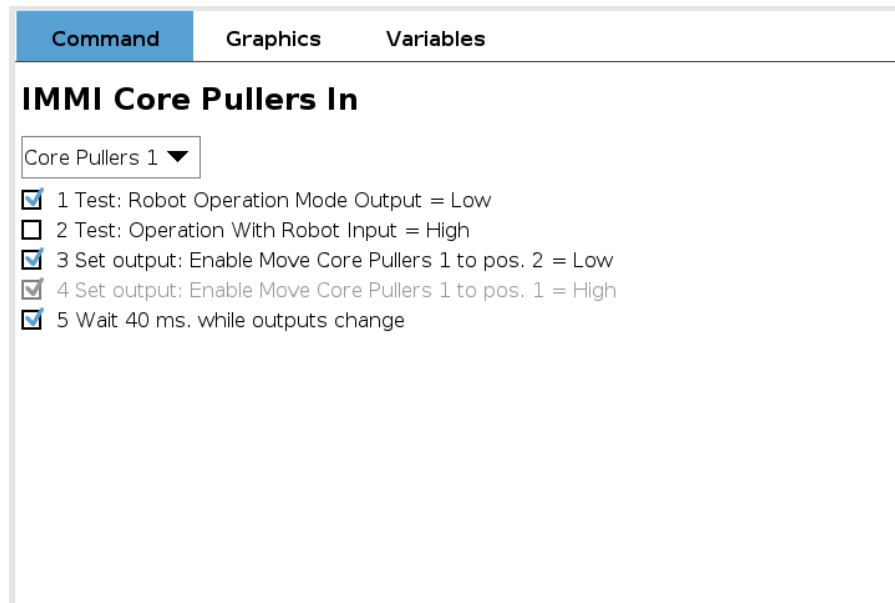 Command Graphics Variables
IMMI Core Pullers In
Core Pullers 1
1 Test: Robot Operation Mode Output = Low
2 Test: Operation With Robot Input = High
3 Set output: Enable Move Core Pullers 1 to pos. 2 = Low
4 Set output: Enable Move Core Pullers 1 to pos. 1 = High
5 Wait 40 ms. while outputs change